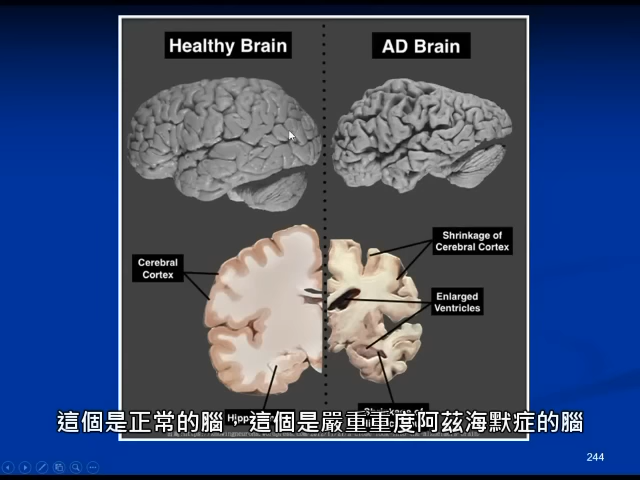 Healthy Brain
AD Brain
Cerebral
Cortex
Shrinkage of
Cerebral Cortex
Enlarged
Ventricles
這個是正常的腦，這個是嚴重重度阿茲海默症的腦
244